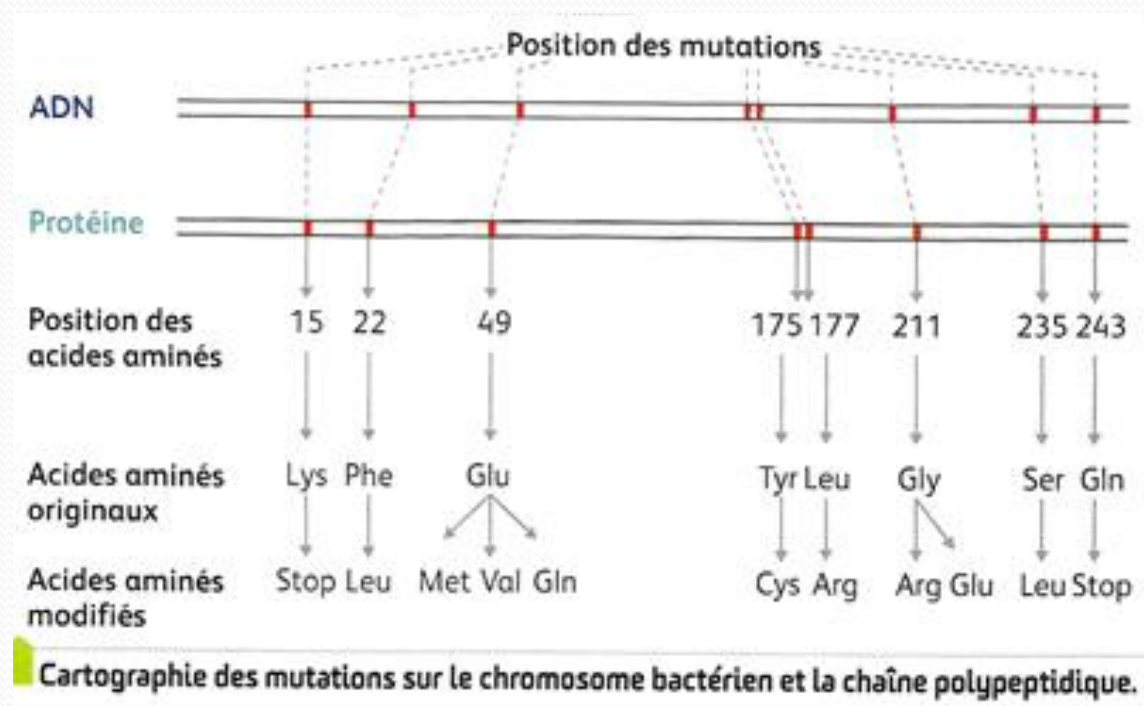 Position des mutations
ADN
Protéine
Position des acides aminés
15 22 49 175 177 211 235 243
Acides aminés originaux
Lys Phe Glu Tyr Leu Gly Ser Gln
Acides aminés modifiés
Stop Leu Met Val Gln Cys Arg Arg Glu Leu Stop
Cartographie des mutations sur le chromosome bactérien et la chaîne polypeptidique.